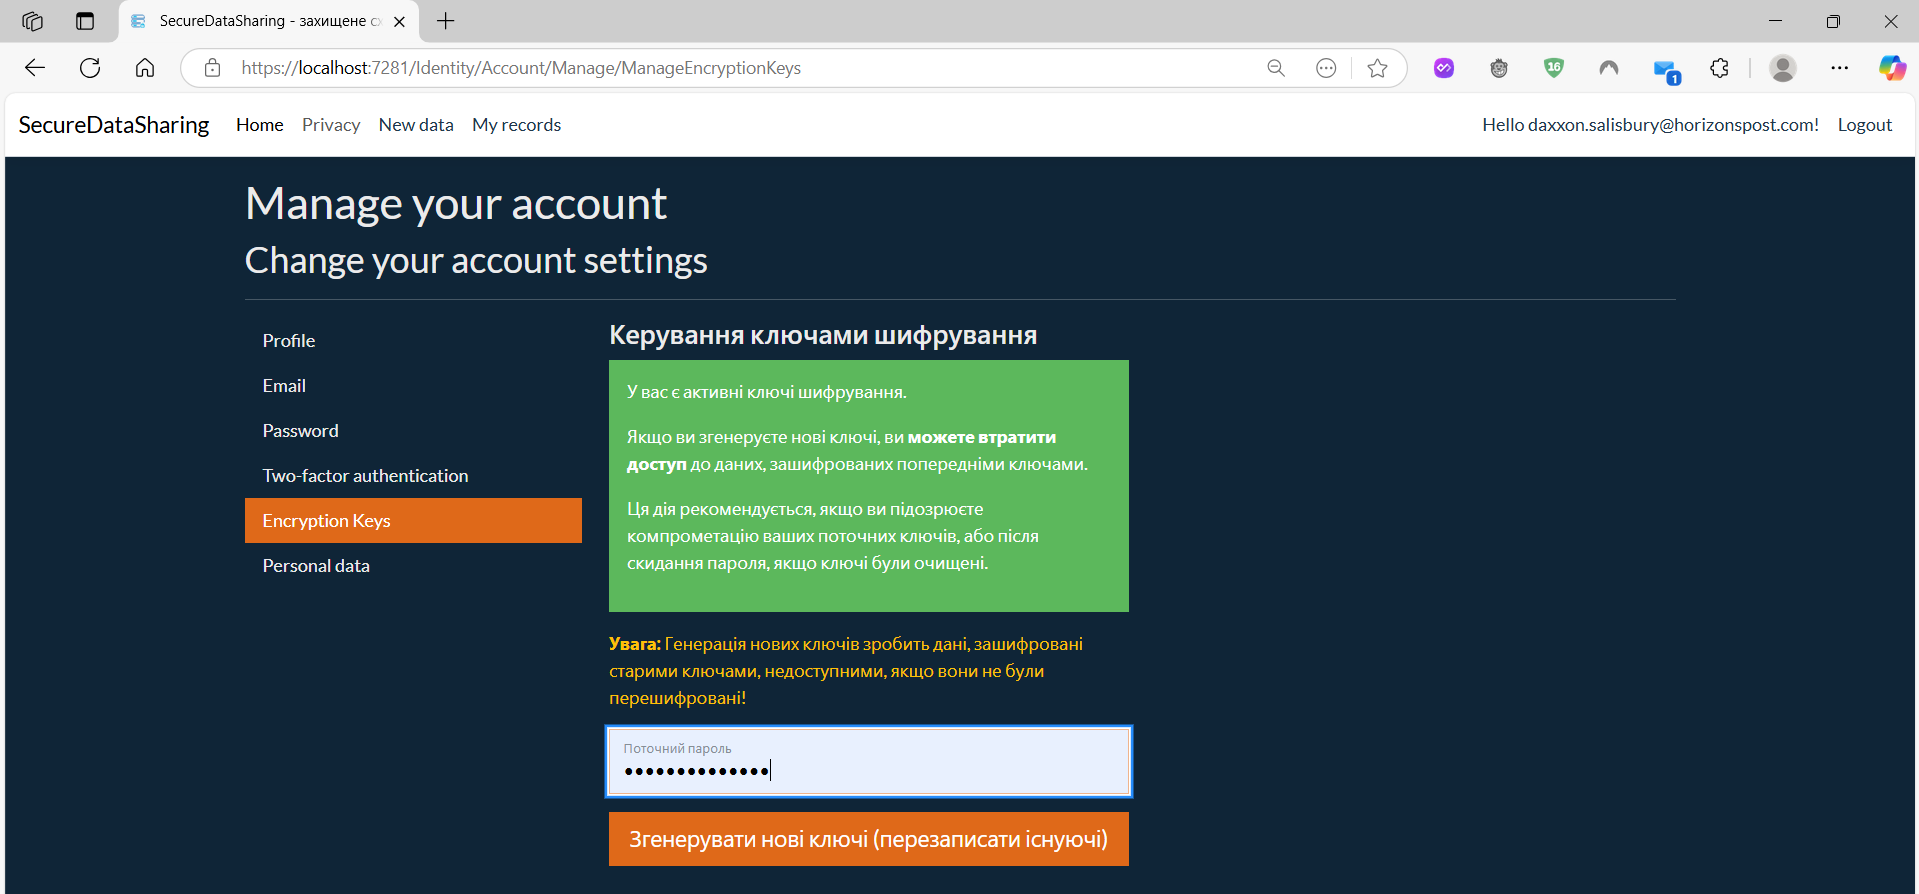 SecureDataSharing - захищене сх
https://localhost:7281/Identity/Account/Manage/ManageEncryptionKeys
16
1
SecureDataSharing Home Privacy New data My records Hello daxxon.salisbury@horizonspost.com! Logout
Manage your account
Change your account settings
Profile
Email
Password
Two-factor authentication
Encryption Keys
Personal data
Керування ключами шифрування
У вас є активні ключі шифрування.
Якщо ви згенеруєте нові ключі, ви можете втратити
доступ до даних, зашифрованих попередніми ключами.
Ця дія рекомендується, якщо ви підозрюєте
компрометацію ваших поточних ключів, або після
скидання пароля, якщо ключі були очищені.
Увага: Генерація нових ключів зробить дані, зашифровані
старими ключами, недоступними, якщо вони не були
перешифровані!
Поточний пароль
••••••••••••••
Згенерувати нові ключі (перезаписати існуючі)